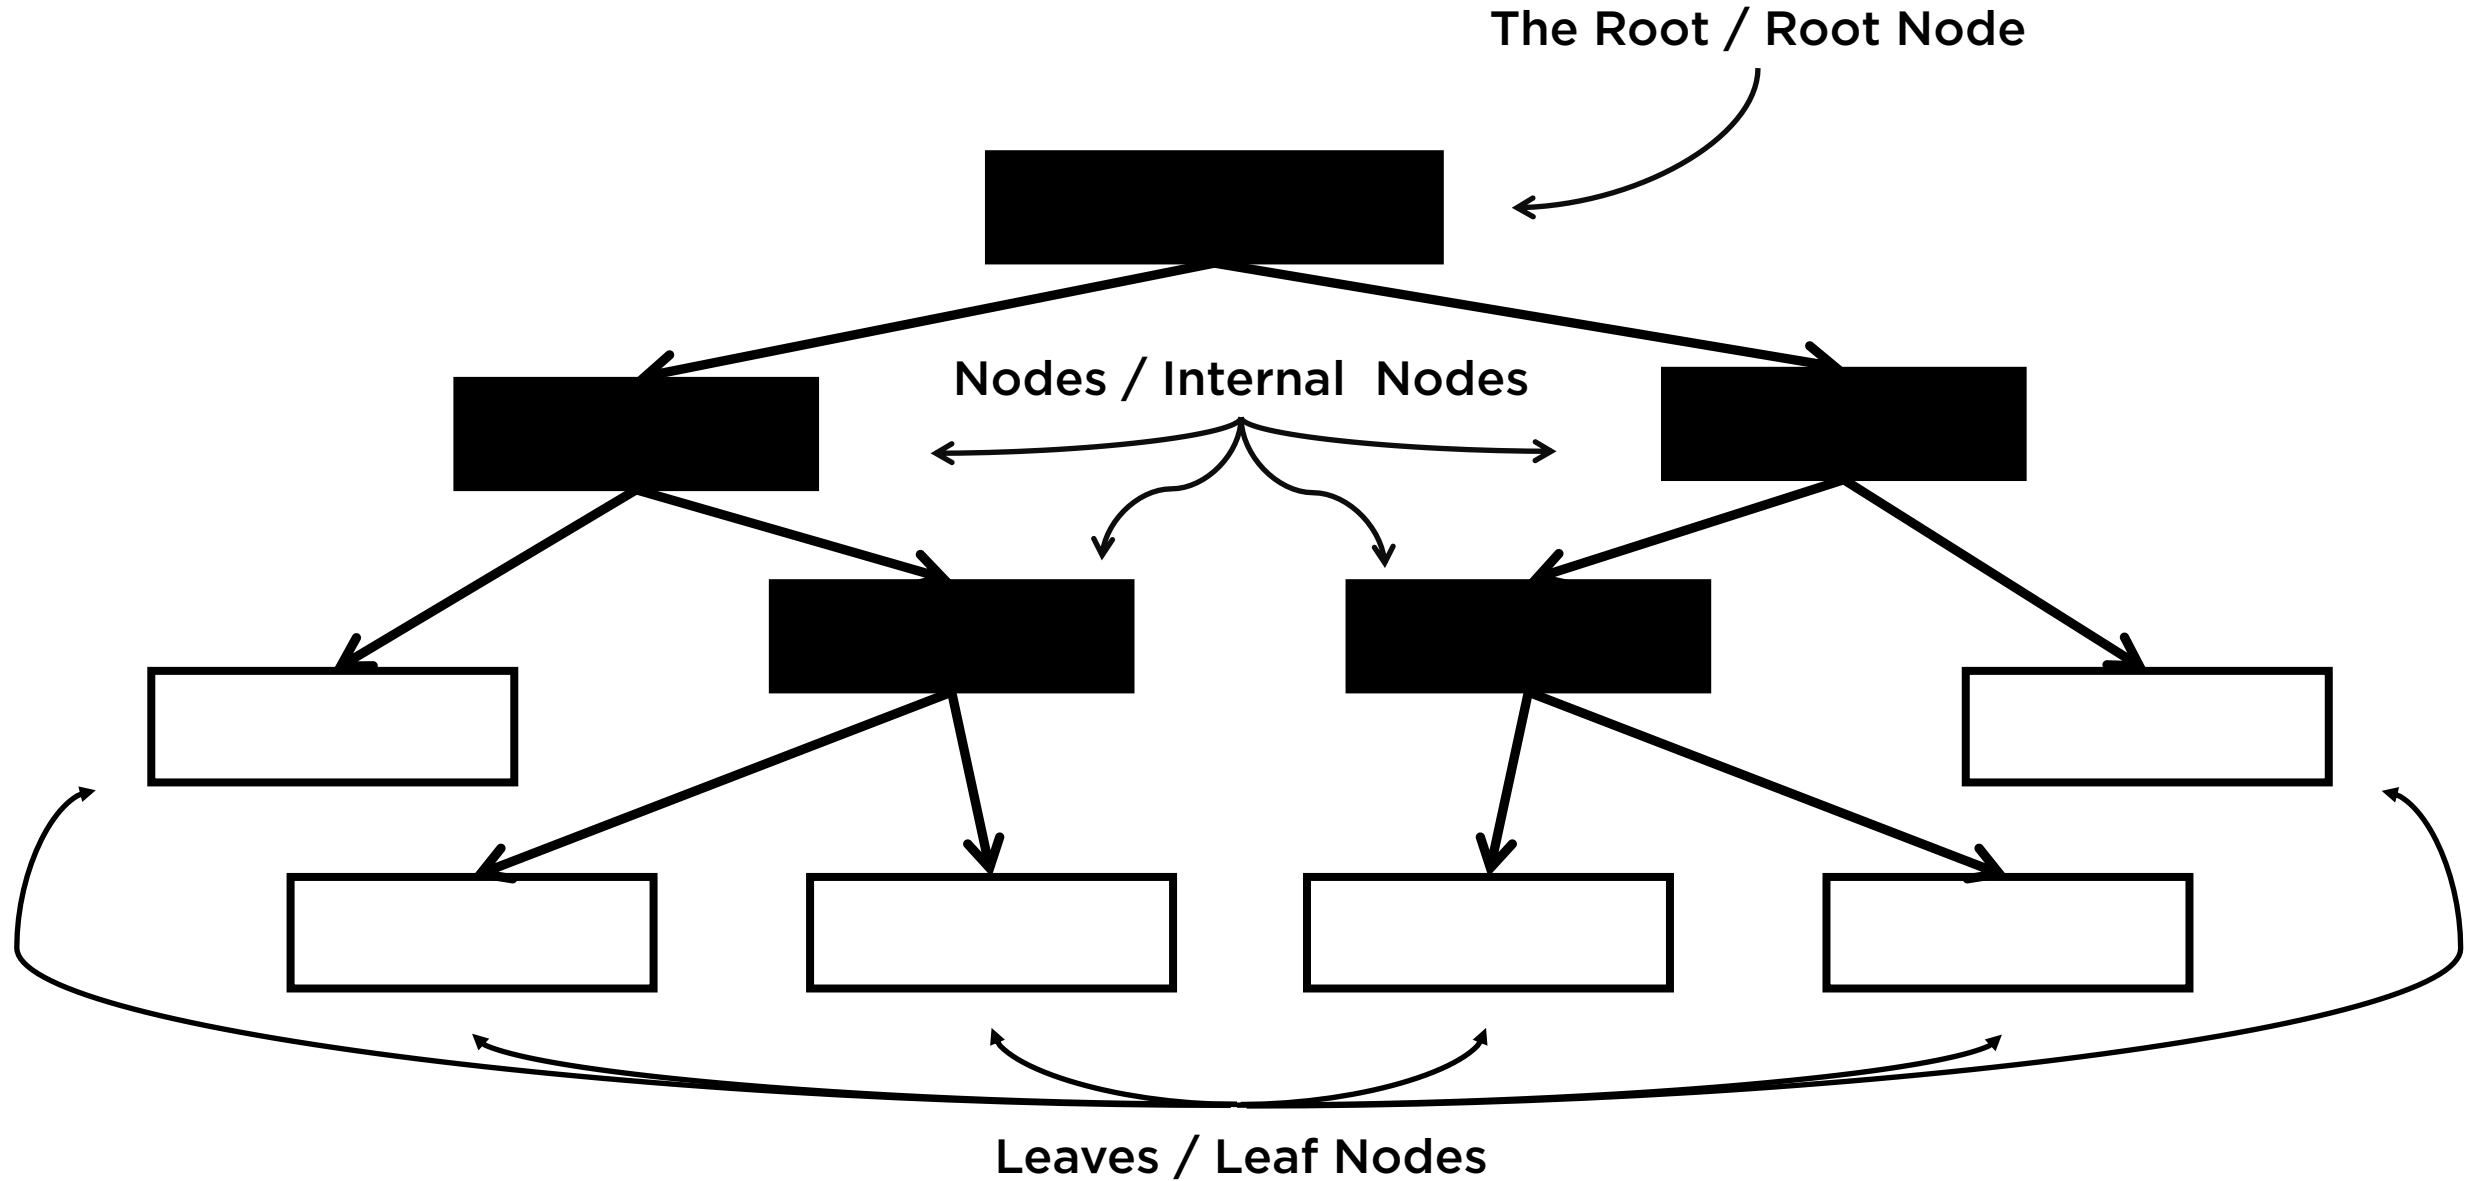 The Root / Root Node
Nodes / Internal Nodes
Leaves / Leaf Nodes